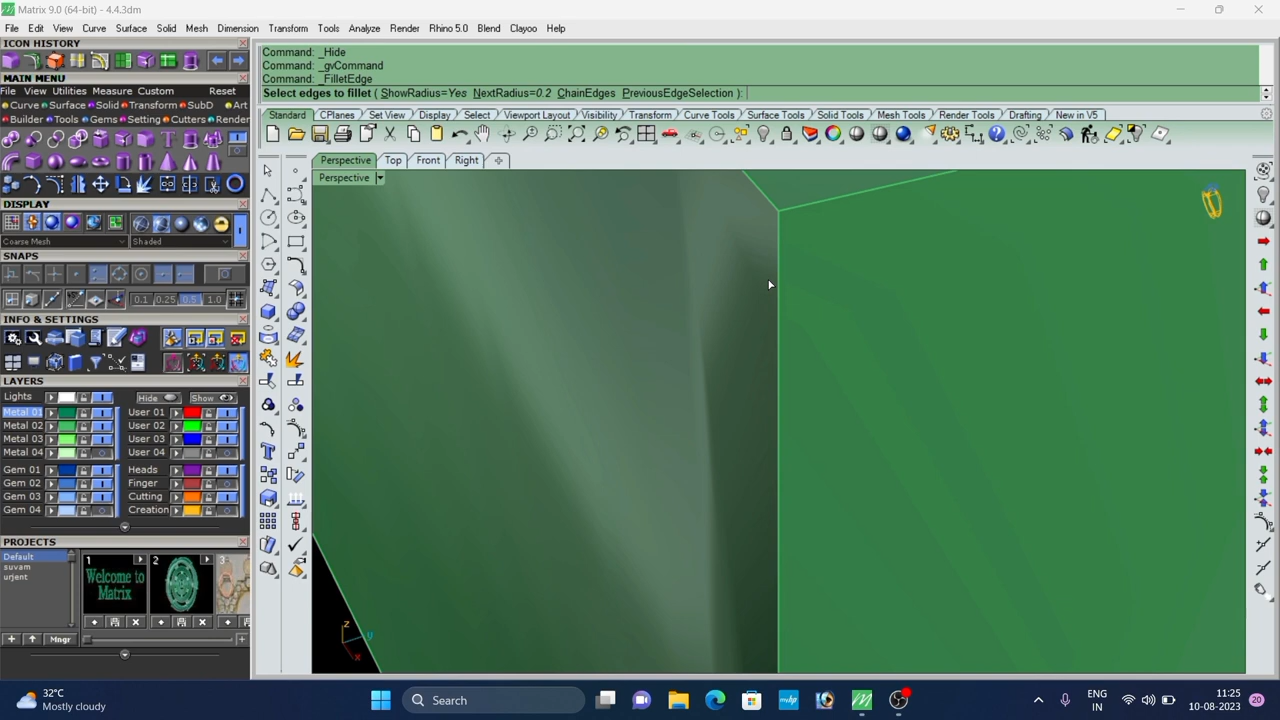 Matrix 9.0 (64-bit) - 4.4.3dm
File Edit View Curve Surface Solid Mesh Dimension Transform Tools Analyze Render Rhino 5.0 Blend Clayoo Help
ICON HISTORY
MAIN MENU
File View Utilities Measure Custom Reset
Curve Surface Solid Transform SubD Art
Builder Tools Gems Setting Cutters Render
DISPLAY
Coarse Mesh Shaded
SNAPS
0.1 0.25 0.5 1.0
INFO & SETTINGS
LAYERS
Lights Hide Show
Metal 01 User 01
Metal 02 User 02
Metal 03 User 03
Metal 04 User 04
Gem 01 Heads
Gem 02 Finger
Gem 03 Cutting
Gem 04 Creation
PROJECTS
Default
suvam
urjent
1 2 3
Welcome to Matrix
Mngr
Command: _Hide
Command: _gvCommand
Command: _FilletEdge
Select edges to fillet ( ShowRadius=Yes NextRadius=0.2 ChainEdges PreviousEdgeSelection ):
Standard CPlanes Set View Display Select Viewport Layout Visibility Transform Curve Tools Surface Tools Solid Tools Mesh Tools Render Tools Drafting New in V5
Perspective Top Front Right
Perspective
z
y
x
32°C
Mostly cloudy
Search
ENG
IN
11:25
10-08-2023
20